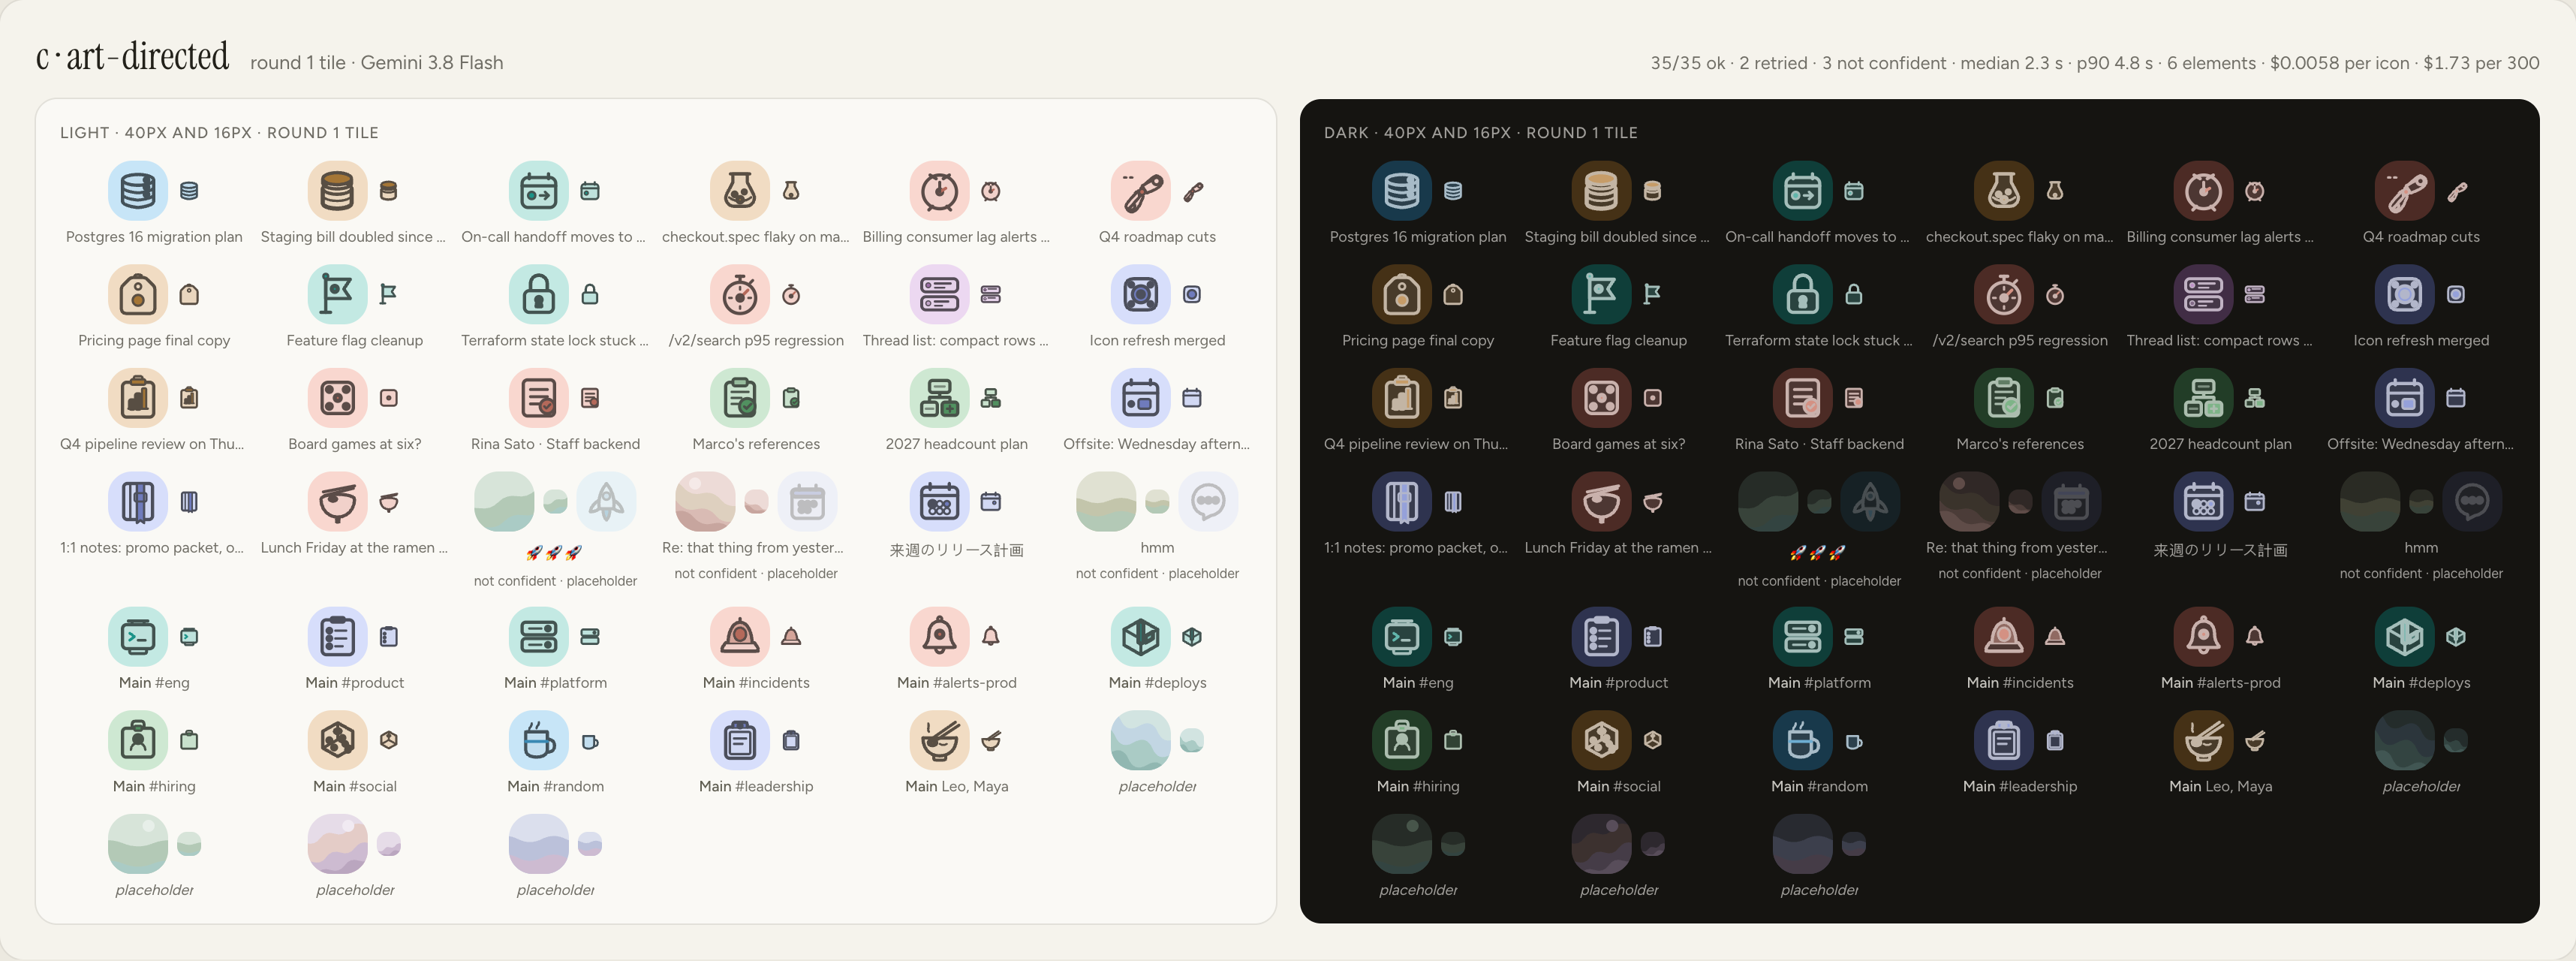 c · art-directed round 1 tile · Gemini 3.8 Flash
35/35 ok · 2 retried · 3 not confident · median 2.3 s · p90 4.8 s · 6 elements · $0.0058 per icon · $1.73 per 300
LIGHT · 40PX AND 16PX · ROUND 1 TILE
Postgres 16 migration plan
Staging bill doubled since ...
On-call handoff moves to ...
checkout.spec flaky on ma...
Billing consumer lag alerts ...
Q4 roadmap cuts
Pricing page final copy
Feature flag cleanup
Terraform state lock stuck ...
/v2/search p95 regression
Thread list: compact rows ...
Icon refresh merged
Q4 pipeline review on Thu...
Board games at six?
Rina Sato · Staff backend
Marco's references
2027 headcount plan
Offsite: Wednesday aftern...
1:1 notes: promo packet, o...
Lunch Friday at the ramen ...
🚀🚀🚀
not confident · placeholder
Re: that thing from yester...
not confident · placeholder
来週のリリース計画
hmm
not confident · placeholder
Main #eng
Main #product
Main #platform
Main #incidents
Main #alerts-prod
Main #deploys
Main #hiring
Main #social
Main #random
Main #leadership
Main Leo, Maya
placeholder
placeholder
placeholder
placeholder
DARK · 40PX AND 16PX · ROUND 1 TILE
Postgres 16 migration plan
Staging bill doubled since ...
On-call handoff moves to ...
checkout.spec flaky on ma...
Billing consumer lag alerts ...
Q4 roadmap cuts
Pricing page final copy
Feature flag cleanup
Terraform state lock stuck ...
/v2/search p95 regression
Thread list: compact rows ...
Icon refresh merged
Q4 pipeline review on Thu...
Board games at six?
Rina Sato · Staff backend
Marco's references
2027 headcount plan
Offsite: Wednesday aftern...
1:1 notes: promo packet, o...
Lunch Friday at the ramen ...
🚀🚀🚀
not confident · placeholder
Re: that thing from yester...
not confident · placeholder
来週のリリース計画
hmm
not confident · placeholder
Main #eng
Main #product
Main #platform
Main #incidents
Main #alerts-prod
Main #deploys
Main #hiring
Main #social
Main #random
Main #leadership
Main Leo, Maya
placeholder
placeholder
placeholder
placeholder